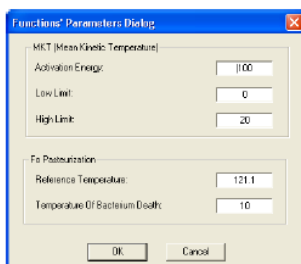 Functions' Parameters Dialog
MKT (Mean Kinetic Temperature)
Activation Energy: 100
Low Limit: 0
High Limit: 20
Fo Pasteurization
Reference Temperature: 121.1
Temperature Of Bacterium Death: 10
OK Cancel